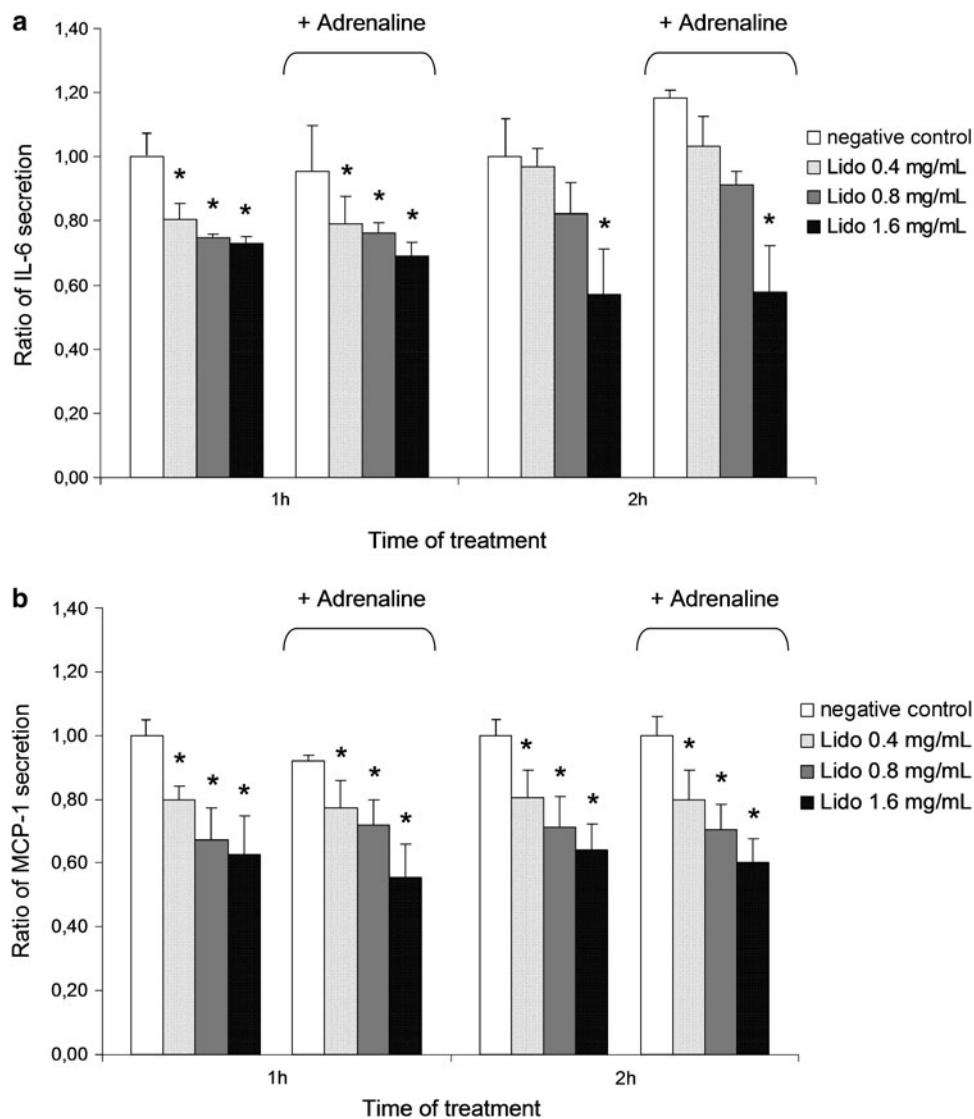 a
+ Adrenaline + Adrenaline
1,40
1,20
1,00
0,80
0,60
0,40
0,20
0,00
Ratio of IL-6 secretion
* * * * * * * *
negative control
Lido 0.4 mg/mL
Lido 0.8 mg/mL
Lido 1.6 mg/mL
1h 2h
Time of treatment
b
+ Adrenaline + Adrenaline
1,40
1,20
1,00
0,80
0,60
0,40
0,20
0,00
Ratio of MCP-1 secretion
* * * * * * * * * * * *
negative control
Lido 0.4 mg/mL
Lido 0.8 mg/mL
Lido 1.6 mg/mL
1h 2h
Time of treatment